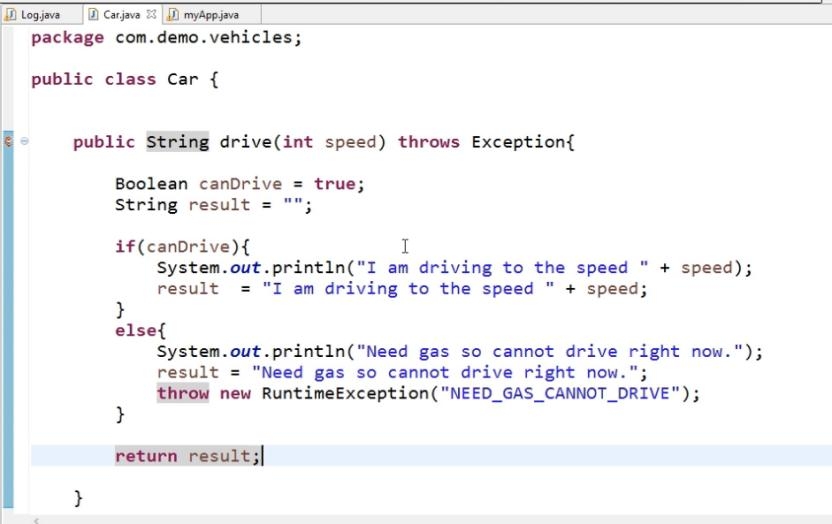 Log.java Car.java myApp.java
package com.demo.vehicles;
public class Car {
public String drive(int speed) throws Exception{
Boolean canDrive = true;
String result = "";
if(canDrive){
System.out.println("I am driving to the speed " + speed);
result  = "I am driving to the speed " + speed;
}
else{
System.out.println("Need gas so cannot drive right now.");
result = "Need gas so cannot drive right now.";
throw new RuntimeException("NEED_GAS_CANNOT_DRIVE");
}
return result;
}